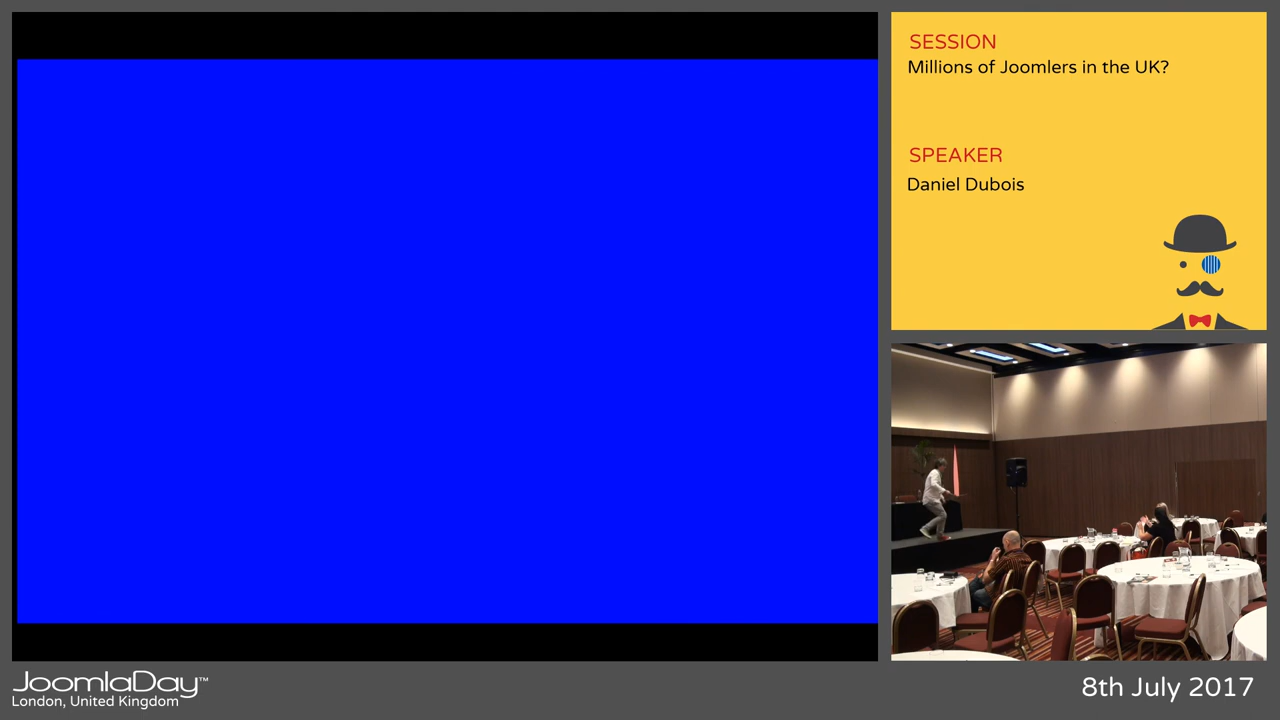 SESSION
Millions of Joomlers in the UK?
SPEAKER
Daniel Dubois
JoomlaDay™
London, United Kingdom
8th July 2017